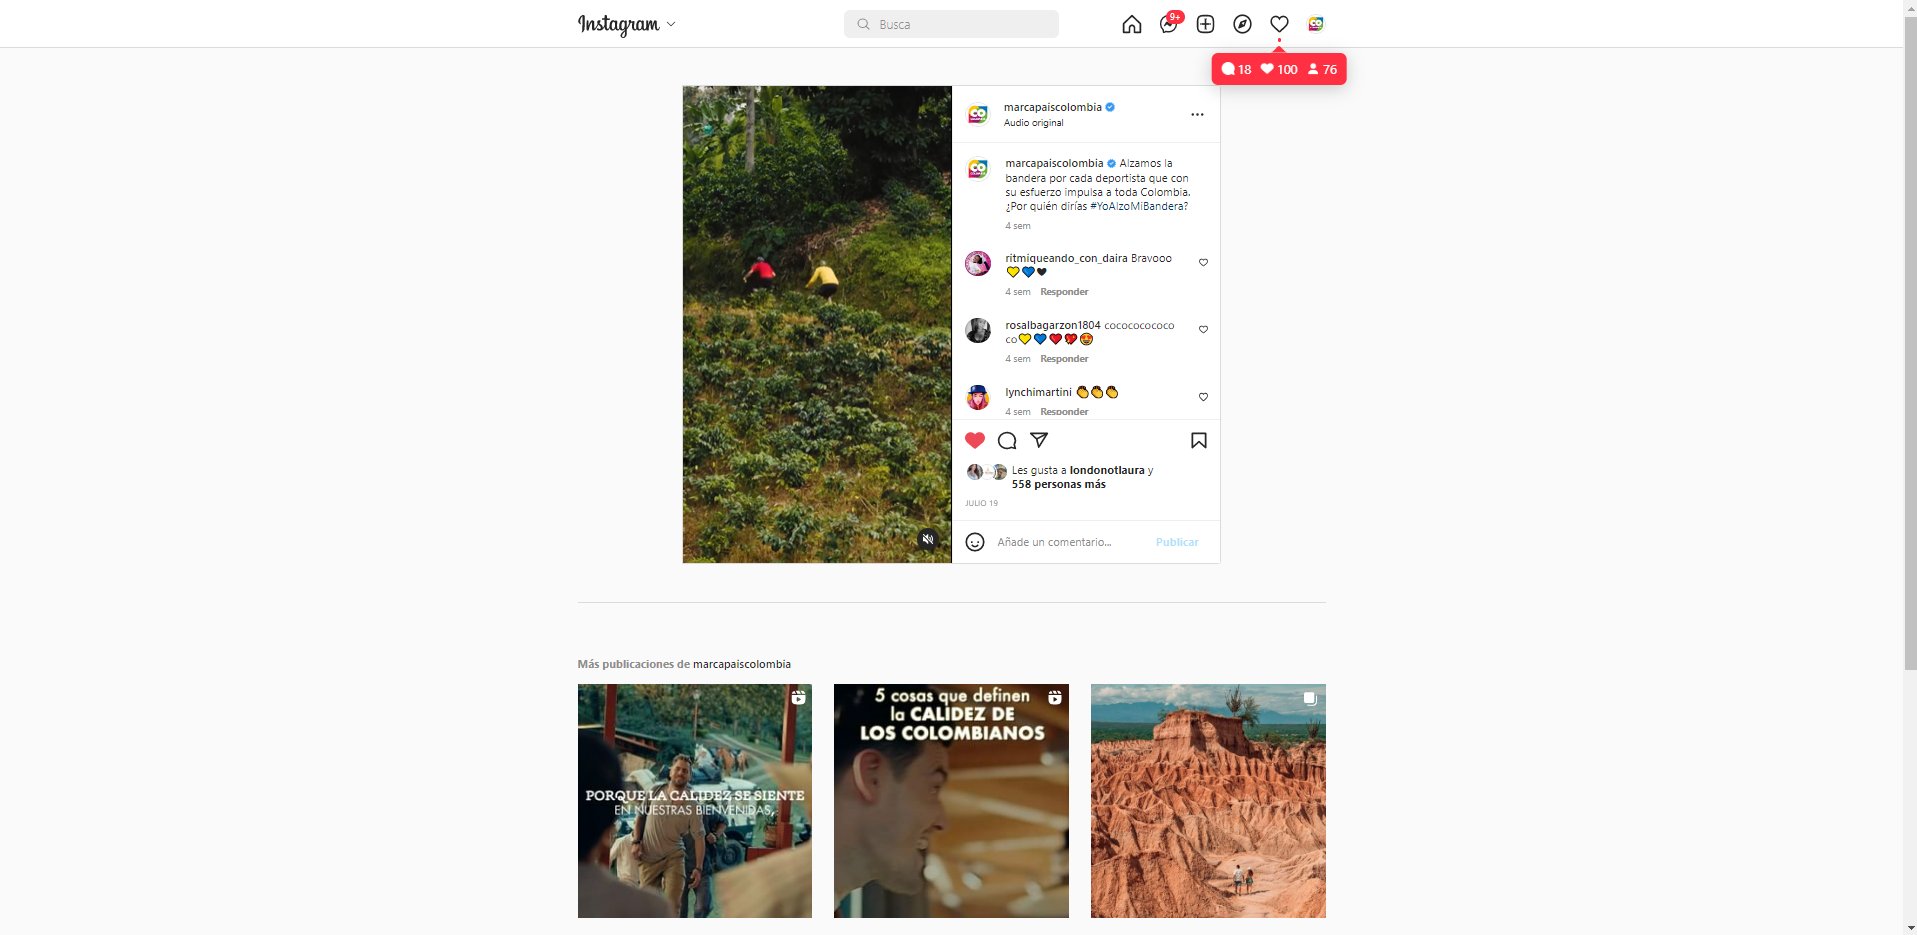 Instagram
Busca
9+
18 100 76
marcapaiscolombia
Audio original
marcapaiscolombia Alzamos la
bandera por cada deportista que con
su esfuerzo impulsa a toda Colombia.
¿Por quién dirías #YoAlzoMiBandera?
4 sem
ritmiqueando_con_daira Bravooo
💛💙🖤
4 sem Responder
rosalbagarzon1804 cocococococo
co💛💙❤️💖🤩
4 sem Responder
lynchimartini 👏👏👏
4 sem Responder
Les gusta a londonotlaura y
558 personas más
JULIO 19
Añade un comentario... Publicar
Más publicaciones de marcapaiscolombia
PORQUE LA CALIDEZ SE SIENTE
EN NUESTRAS BIENVENIDAS,
5 cosas que definen
la CALIDEZ DE
LOS COLOMBIANOS